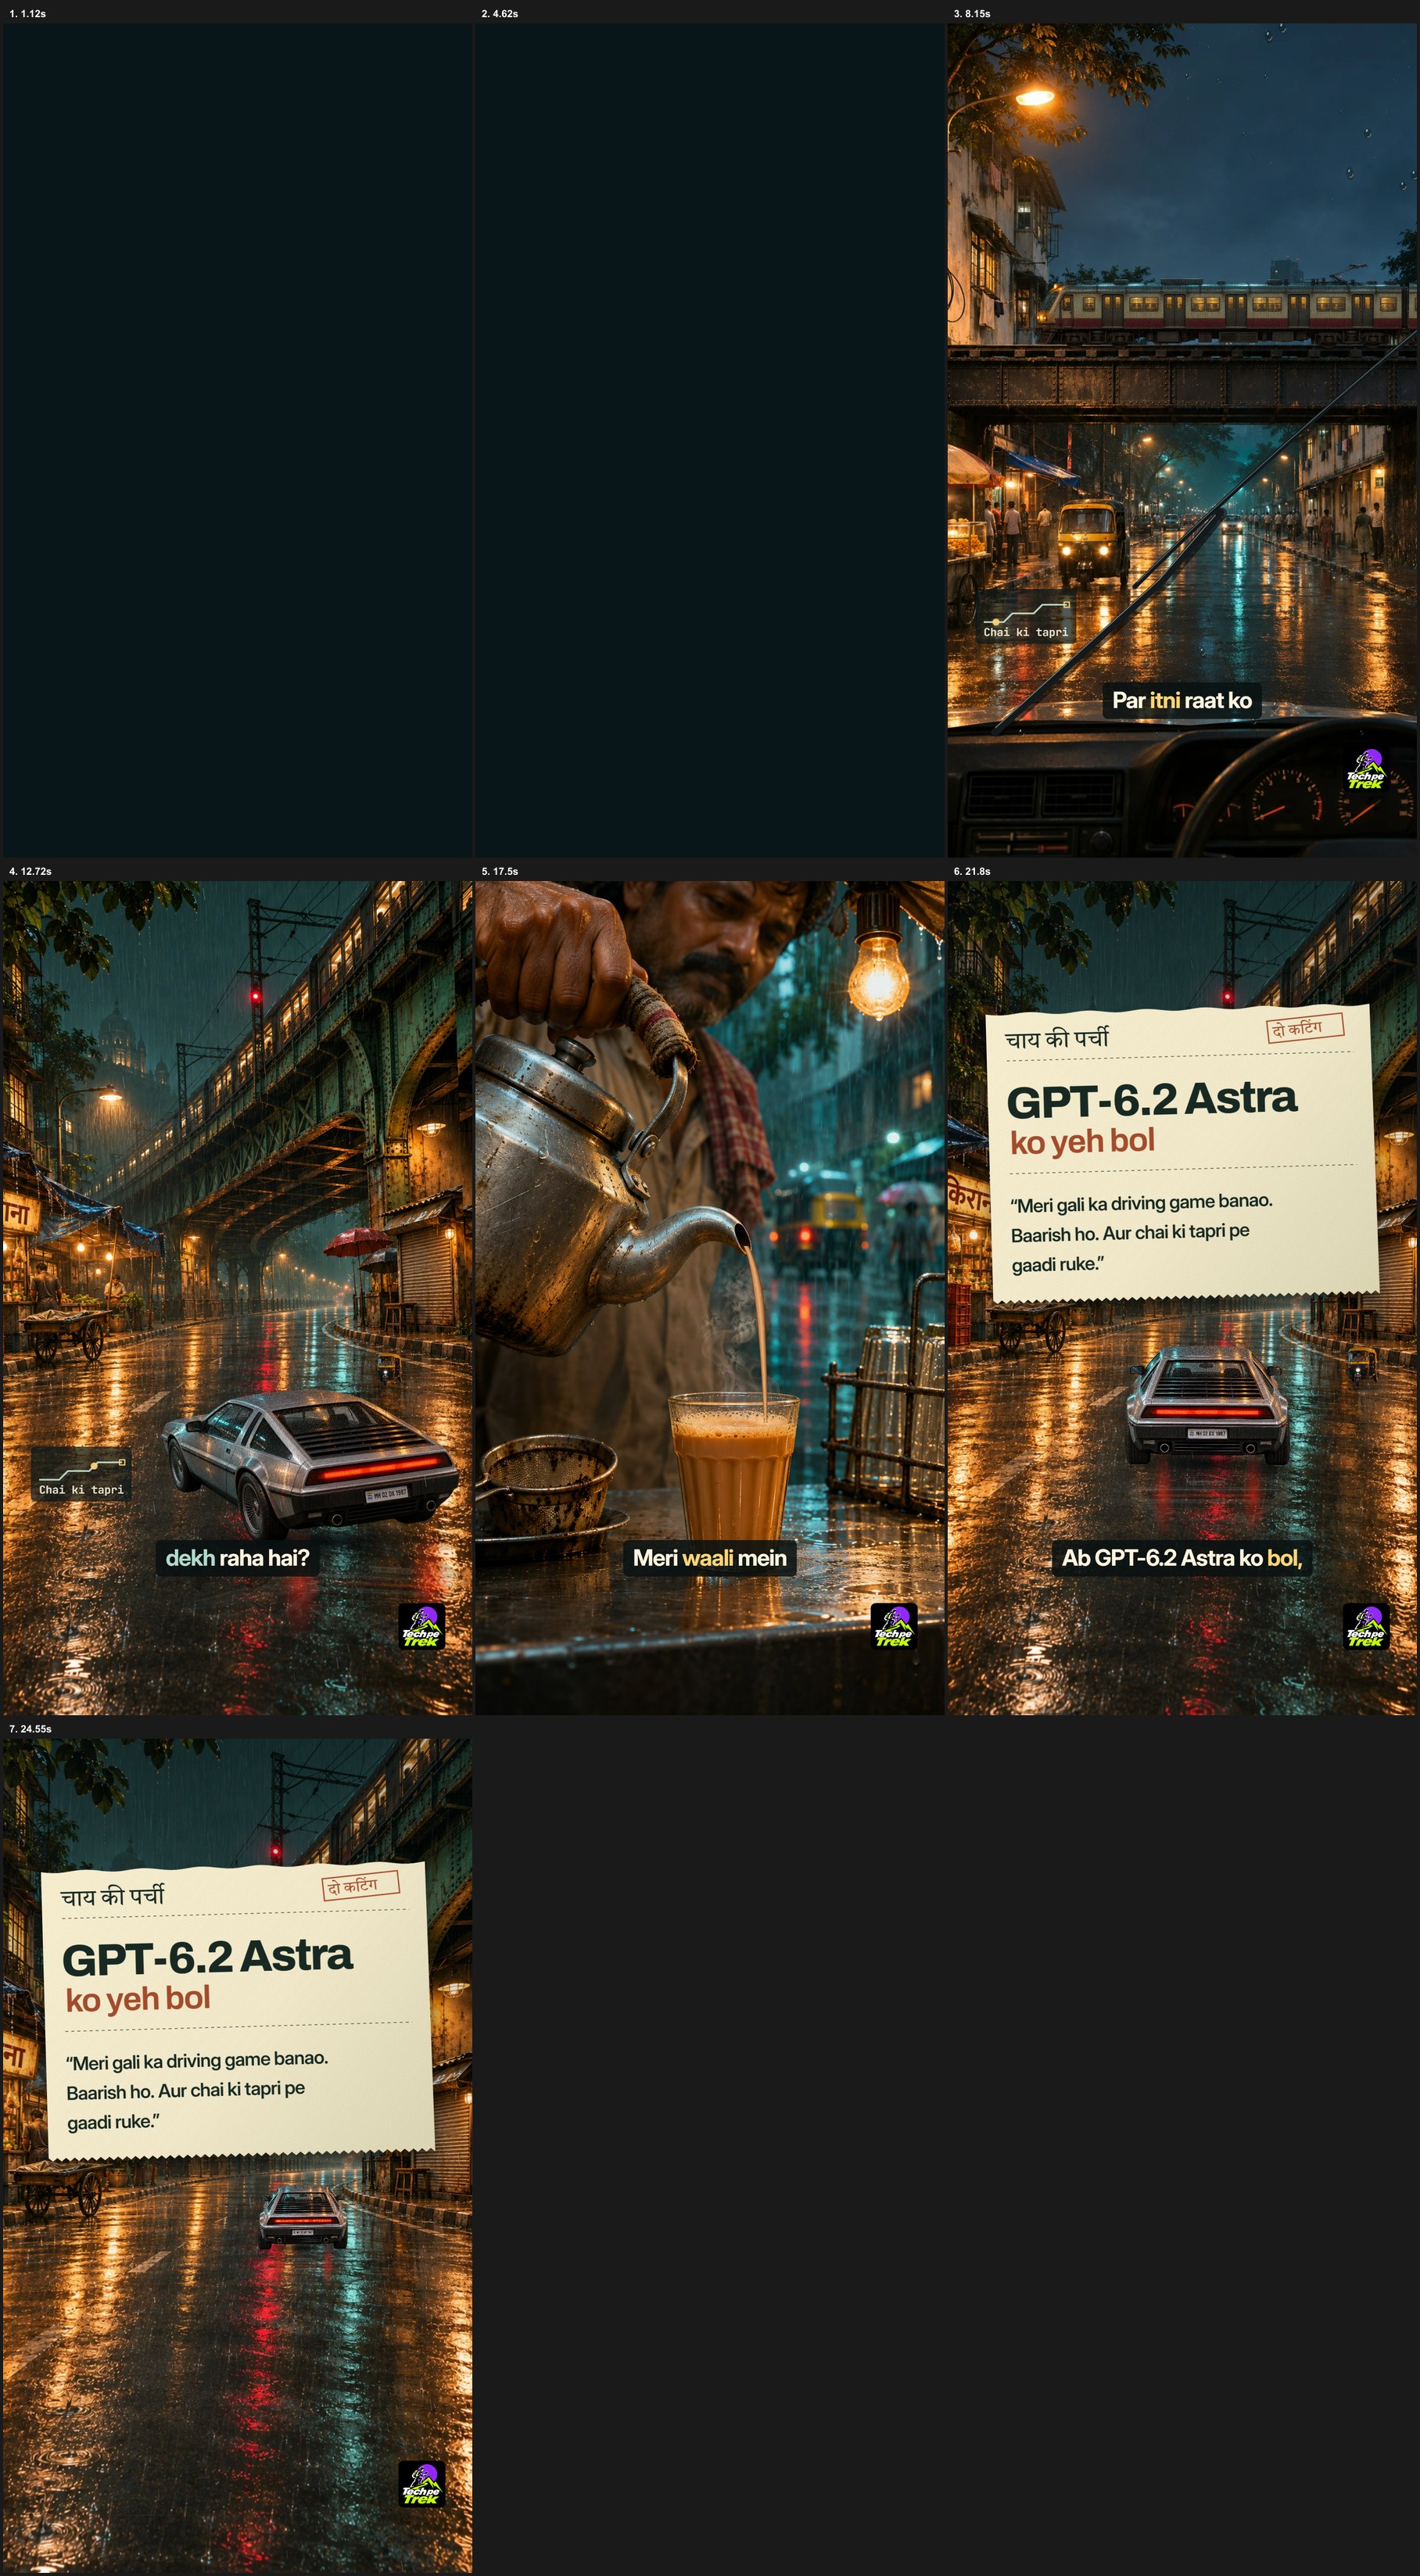 1. 1.12s
2. 4.62s
3. 8.15s
Chai ki tapri
Par itni raat ko
Techpe
Trek
4. 12.72s
ाना
MH 02 DX 1987
Chai ki tapri
dekh raha hai?
Techpe
Trek
5. 17.5s
Meri waali mein
Techpe
Trek
6. 21.8s
चाय की पर्ची
दो कटिंग
GPT-6.2 Astra
ko yeh bol
“Meri gali ka driving game banao.
Baarish ho. Aur chai ki tapri pe
gaadi ruke.”
किरान
Ab GPT-6.2 Astra ko bol,
Techpe
Trek
7. 24.55s
चाय की पर्ची
दो कटिंग
GPT-6.2 Astra
ko yeh bol
“Meri gali ka driving game banao.
Baarish ho. Aur chai ki tapri pe
gaadi ruke.”
ना
Techpe
Trek